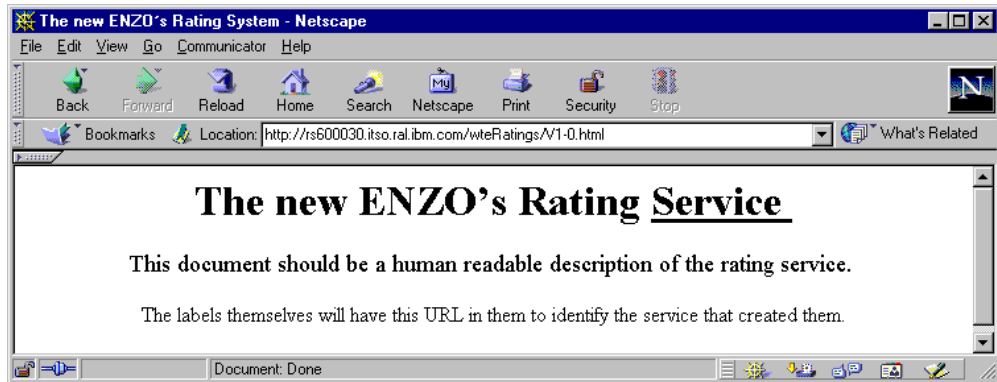 The new ENZO's Rating System - Netscape
File Edit View Go Communicator Help
My
N
Back Forward Reload Home Search Netscape Print Security Stop
Bookmarks Location: http://rs600030.itso.ral.ibm.com/wteRatings/V1-0.html What's Related
The new ENZO's Rating Service
This document should be a human readable description of the rating service.
The labels themselves will have this URL in them to identify the service that created them.
Document: Done